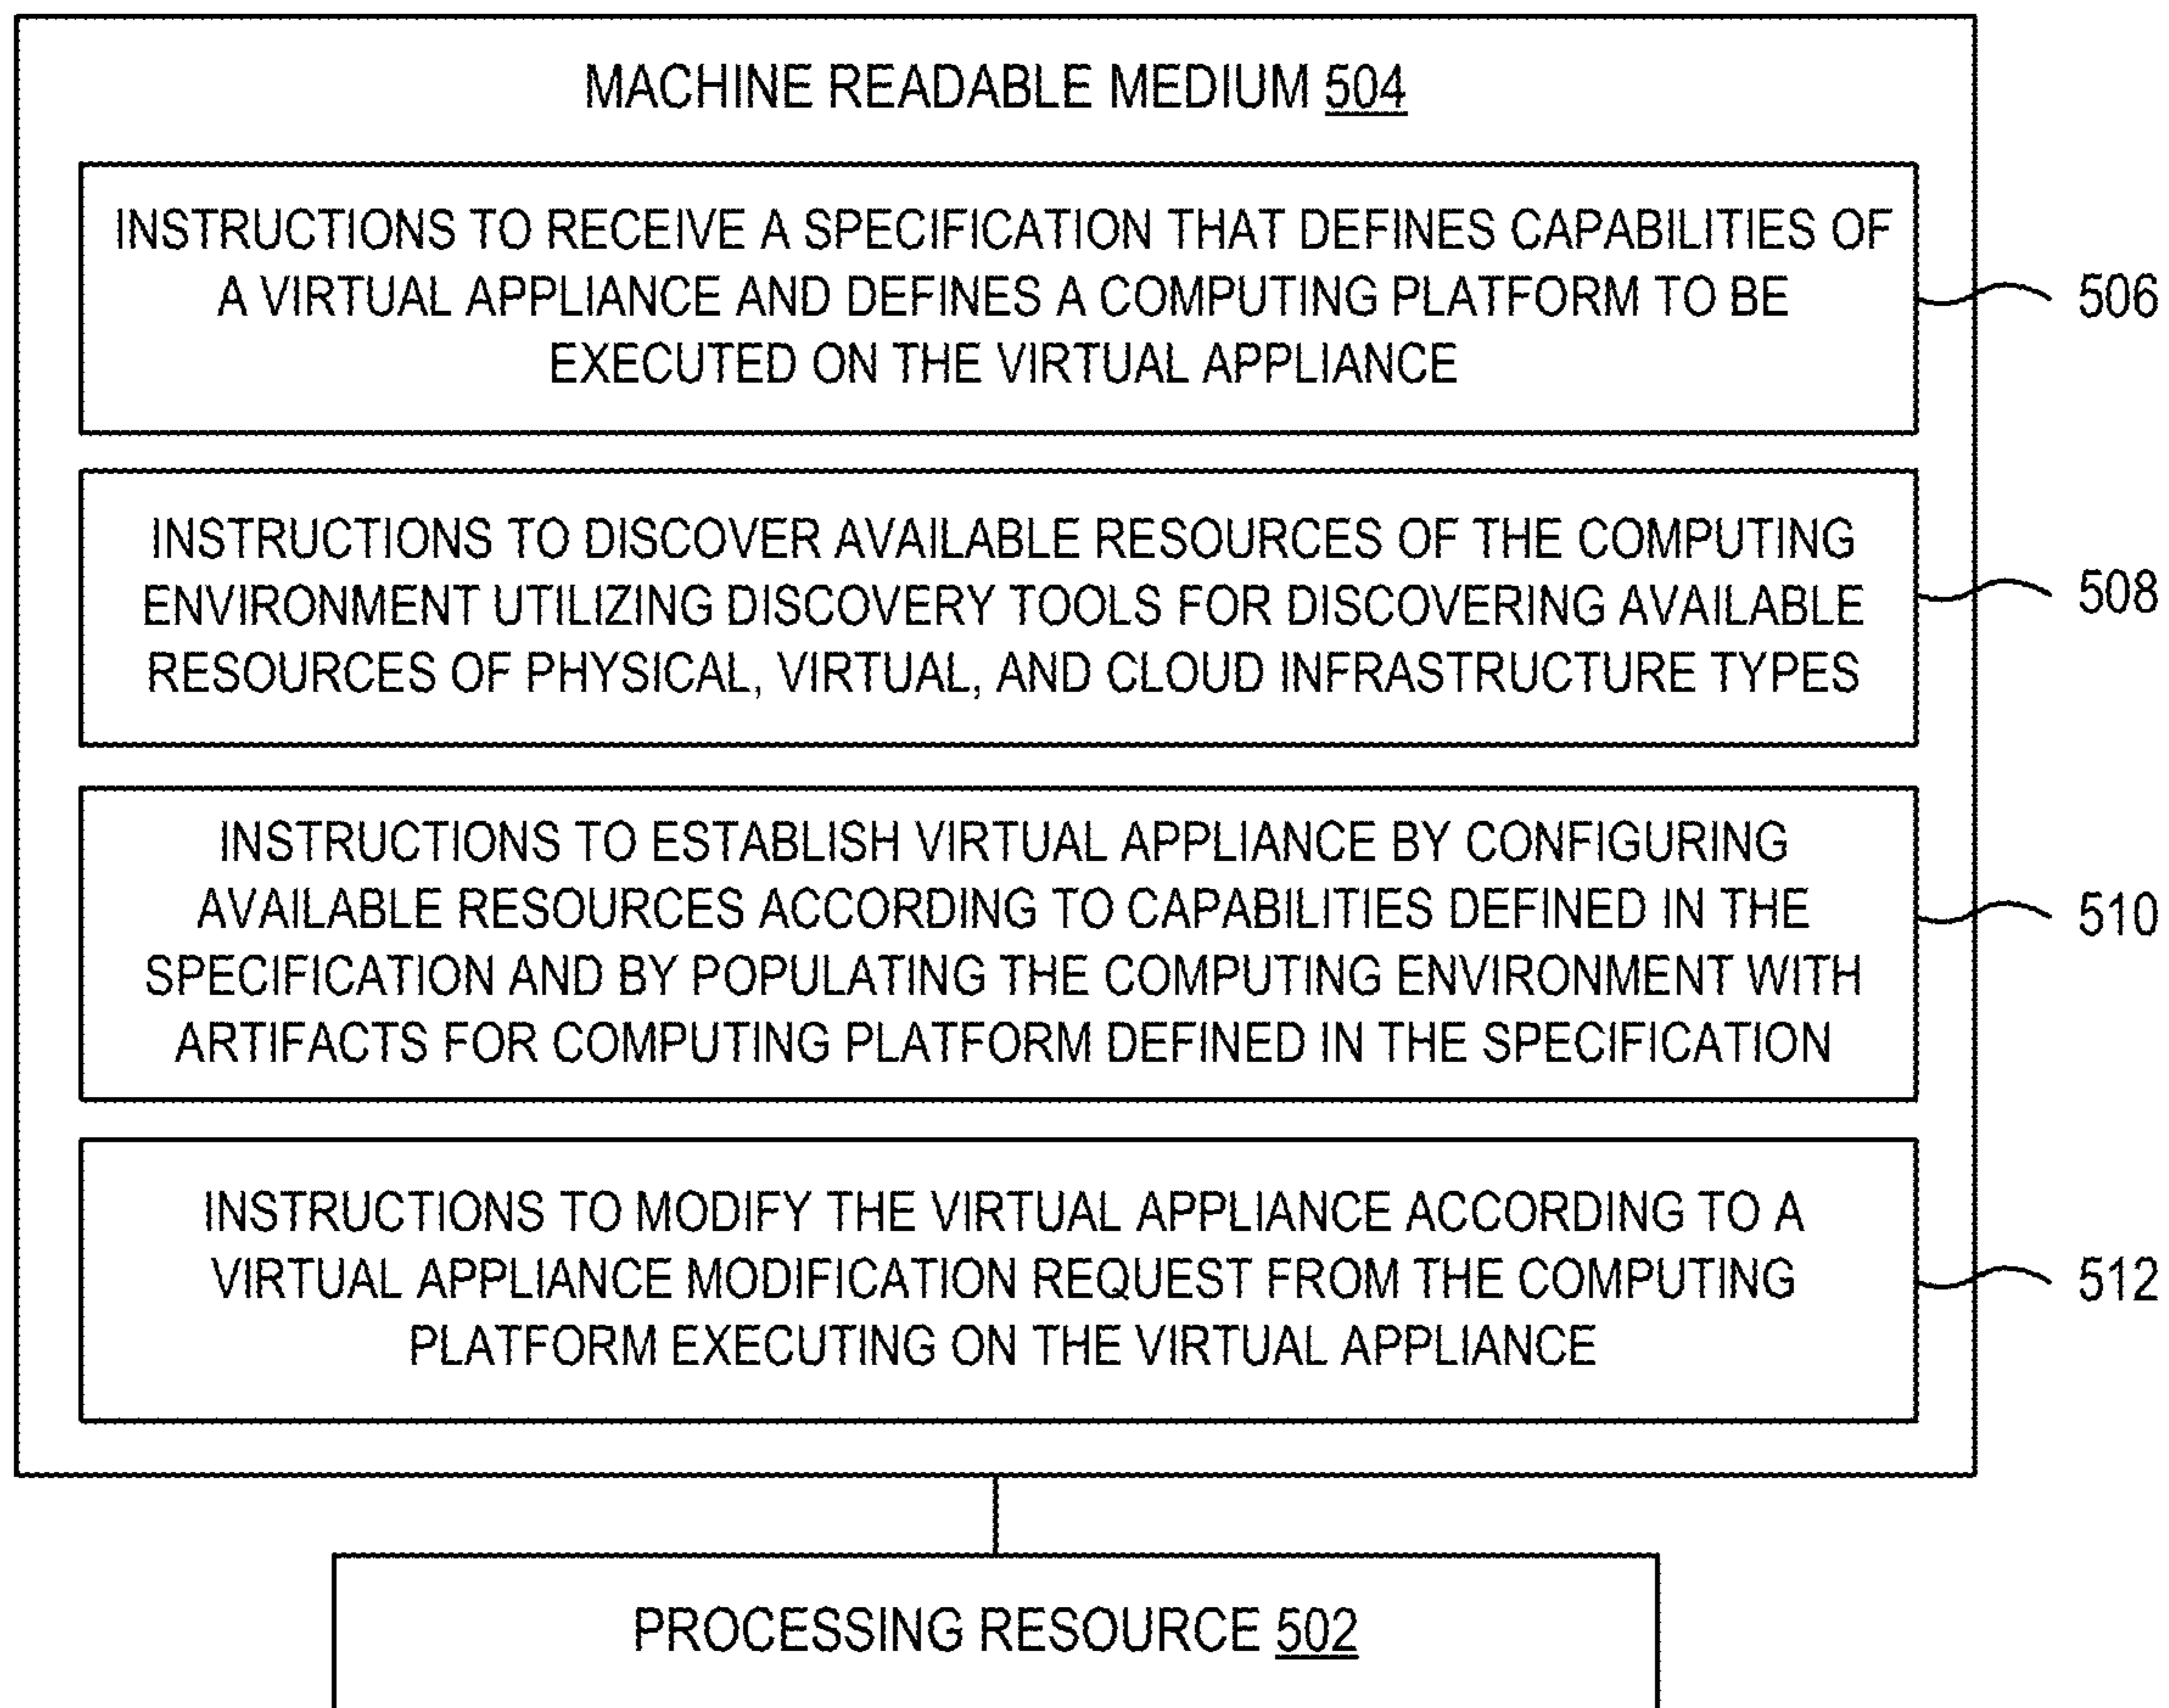 MACHINE READABLE MEDIUM 504
INSTRUCTIONS TO RECEIVE A SPECIFICATION THAT DEFINES CAPABILITIES OF
A VIRTUAL APPLIANCE AND DEFINES A COMPUTING PLATFORM TO BE
EXECUTED ON THE VIRTUAL APPLIANCE
506
INSTRUCTIONS TO DISCOVER AVAILABLE RESOURCES OF THE COMPUTING
ENVIRONMENT UTILIZING DISCOVERY TOOLS FOR DISCOVERING AVAILABLE
RESOURCES OF PHYSICAL, VIRTUAL, AND CLOUD INFRASTRUCTURE TYPES
508
INSTRUCTIONS TO ESTABLISH VIRTUAL APPLIANCE BY CONFIGURING
AVAILABLE RESOURCES ACCORDING TO CAPABILITIES DEFINED IN THE
SPECIFICATION AND BY POPULATING THE COMPUTING ENVIRONMENT WITH
ARTIFACTS FOR COMPUTING PLATFORM DEFINED IN THE SPECIFICATION
510
INSTRUCTIONS TO MODIFY THE VIRTUAL APPLIANCE ACCORDING TO A
VIRTUAL APPLIANCE MODIFICATION REQUEST FROM THE COMPUTING
PLATFORM EXECUTING ON THE VIRTUAL APPLIANCE
512
PROCESSING RESOURCE 502